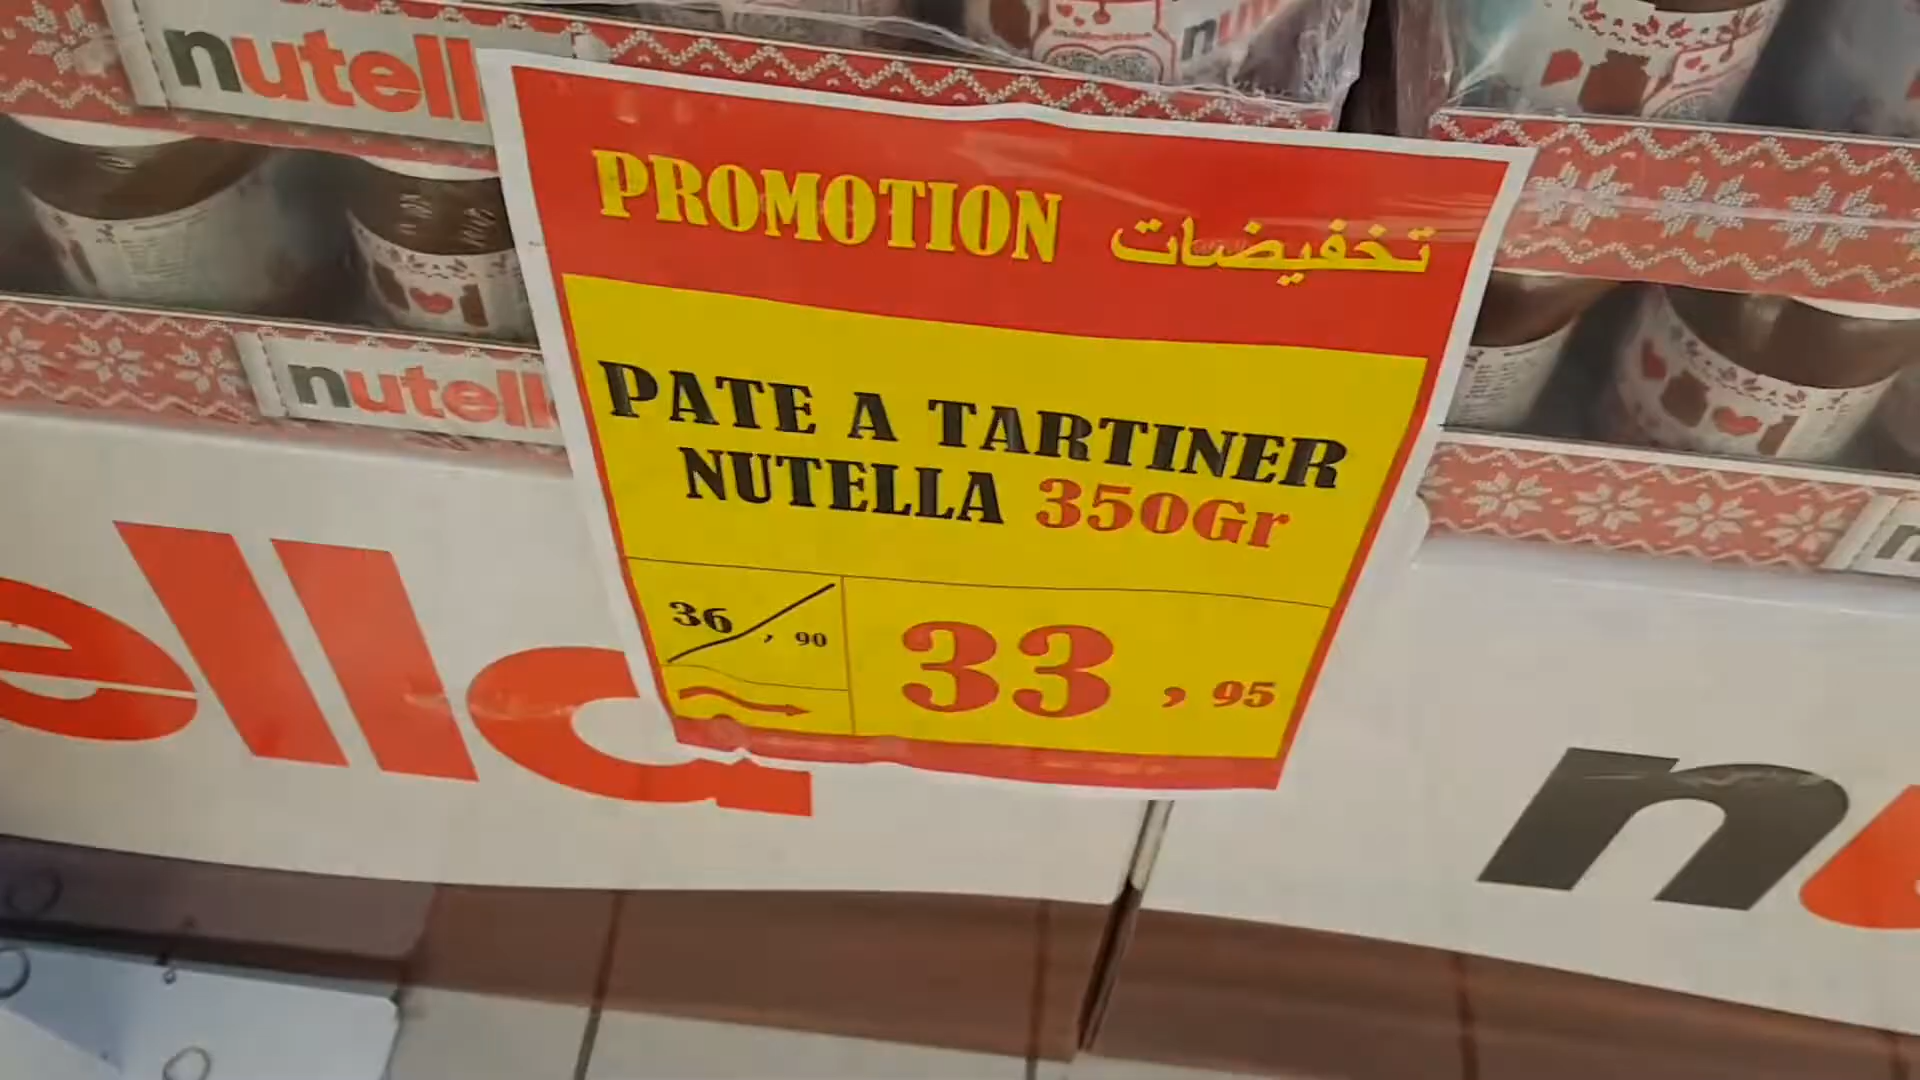 nutell
PROMOTION تخفيضات
PATE A TARTINER
NUTELLA 350Gr
nutell
36,90
33,95
ella
nu